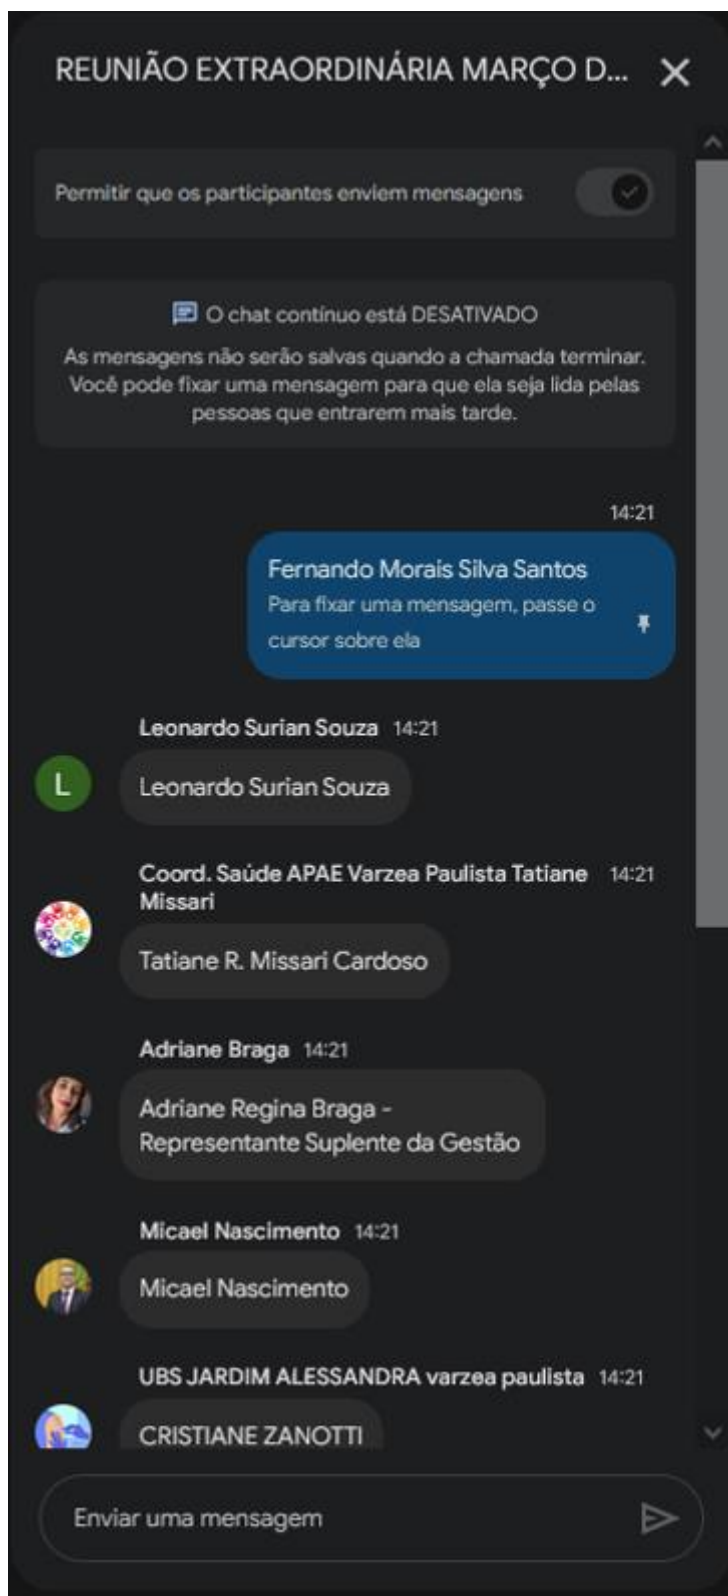 REUNIÃO EXTRAORDINÁRIA MARÇO D...
Permitir que os participantes enviem mensagens
O chat contínuo está DESATIVADO
As mensagens não serão salvas quando a chamada terminar.
Você pode fixar uma mensagem para que ela seja lida pelas
pessoas que entrarem mais tarde.
14:21
Fernando Morais Silva Santos
Para fixar uma mensagem, passe o
cursor sobre ela
Leonardo Surian Souza 14:21
L
Leonardo Surian Souza
Coord. Saúde APAE Varzea Paulista Tatiane 14:21
Missari
Tatiane R. Missari Cardoso
Adriane Braga 14:21
Adriane Regina Braga -
Representante Suplente da Gestão
Micael Nascimento 14:21
Micael Nascimento
UBS JARDIM ALESSANDRA varzea paulista 14:21
CRISTIANE ZANOTTI
Enviar uma mensagem